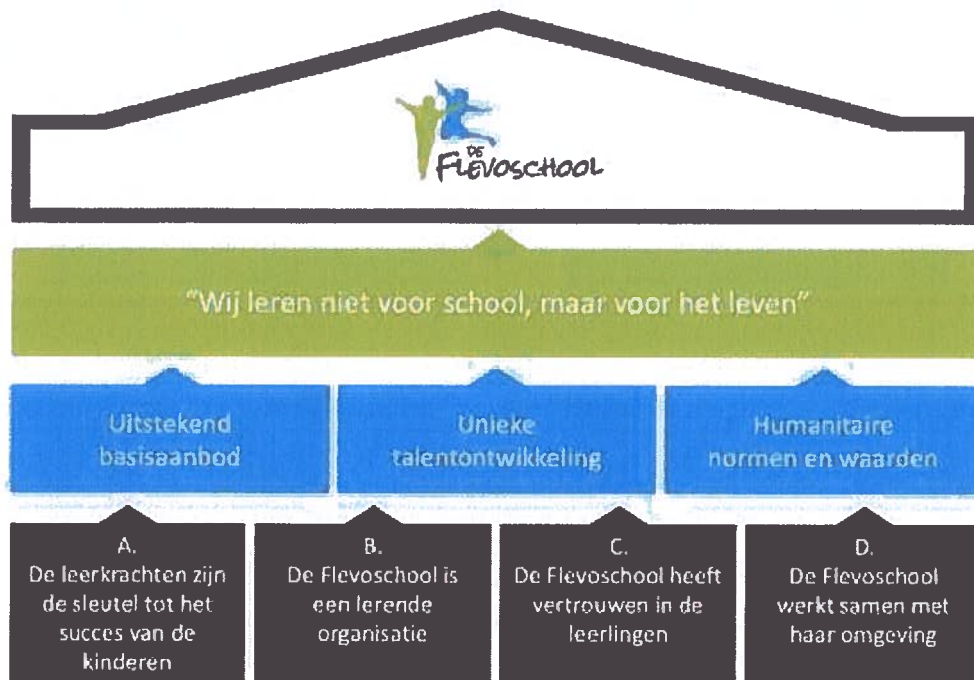 DE
FLEVOSCHOOL
"Wij leren niet voor school, maar voor het leven"
Uitstekend
basisaanbod
Unieke
talentontwikkeling
Humanitaire
normen en waarden
A.
De leerkrachten zijn
de sleutel tot het
succes van de
kinderen
B.
De Flevoschool is
een lerende
organisatie
C.
De Flevoschool heeft
vertrouwen in de
leerlingen
D.
De Flevoschool
werkt samen met
haar omgeving